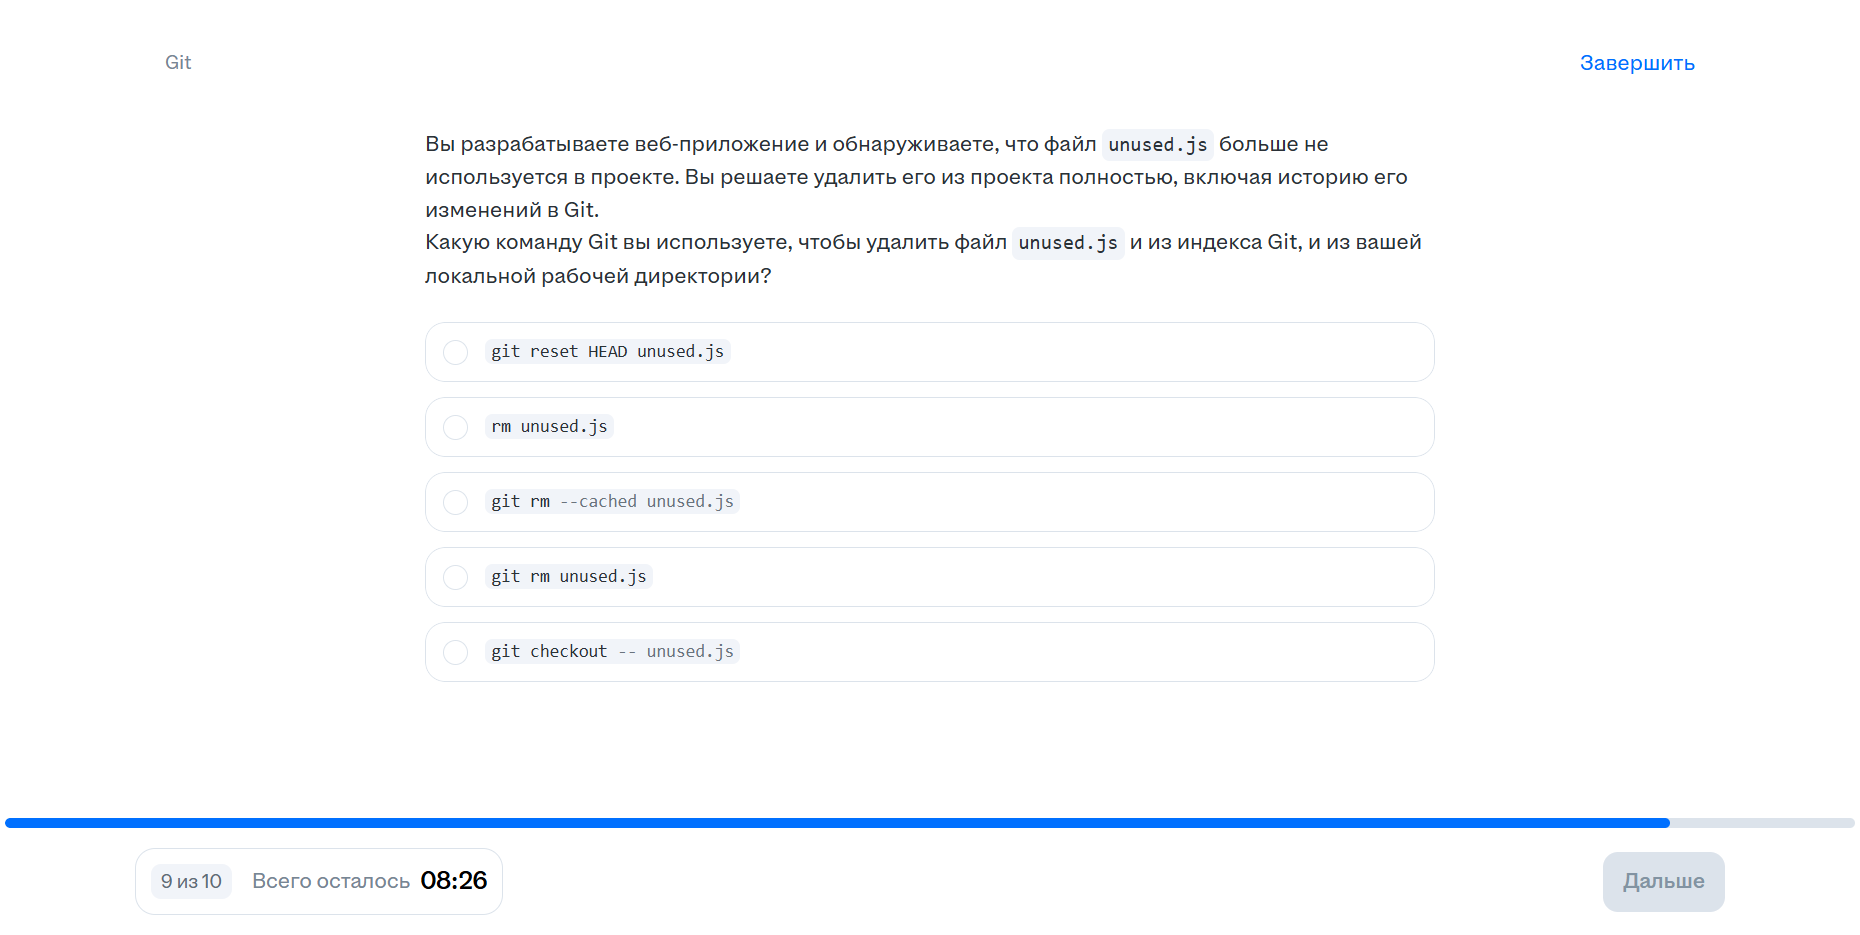 Git
Завершить
Вы разрабатываете веб-приложение и обнаруживаете, что файл unused.js больше не
используется в проекте. Вы решаете удалить его из проекта полностью, включая историю его
изменений в Git.
Какую команду Git вы используете, чтобы удалить файл unused.js и из индекса Git, и из вашей
локальной рабочей директории?
git reset HEAD unused.js
rm unused.js
git rm --cached unused.js
git rm unused.js
git checkout -- unused.js
9 из 10
Всего осталось 08:26
Дальше